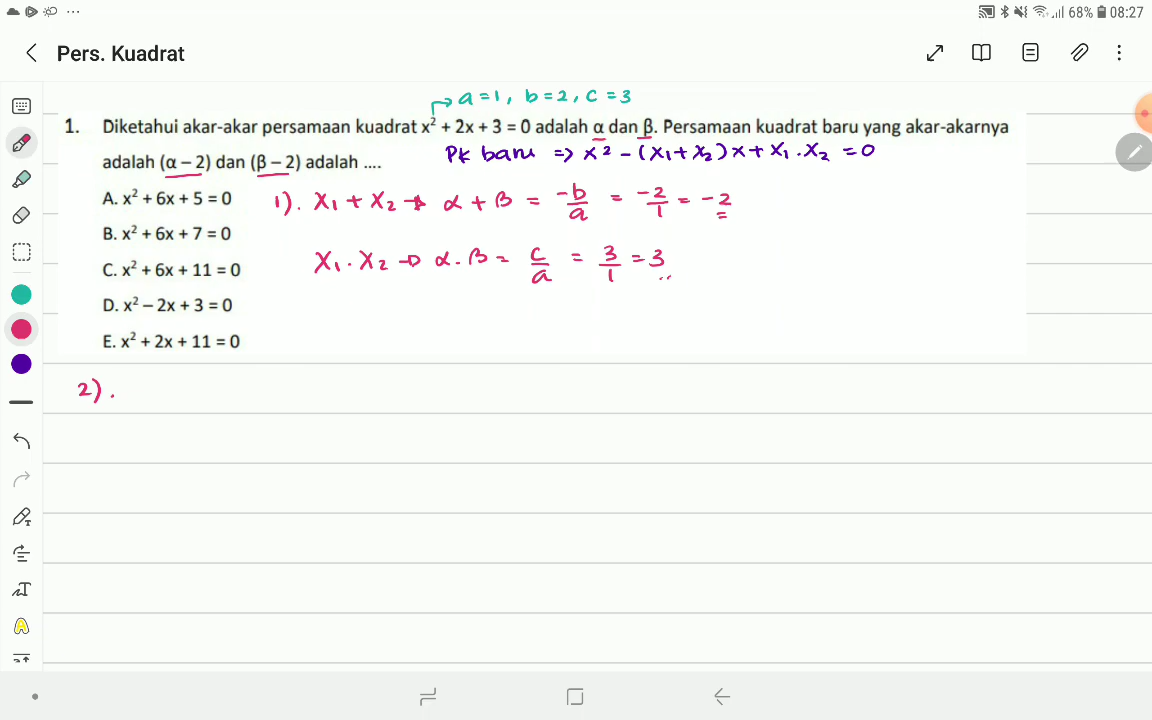 68% 08:27
Pers. Kuadrat
→ a = 1, b = 2, c = 3
1. Diketahui akar-akar persamaan kuadrat x² + 2x + 3 = 0 adalah α dan β. Persamaan kuadrat baru yang akar-akarnya
PK baru => x² - (x₁ + x₂)x + x₁ . x₂ = 0
adalah (α – 2) dan (β – 2) adalah ....
A. x² + 6x + 5 = 0
1). x₁ + x₂ → α + β = -b/a = -2/1 = -2
B. x² + 6x + 7 = 0
x₁ . x₂ → α . β = c/a = 3/1 = 3
C. x² + 6x + 11 = 0
D. x² – 2x + 3 = 0
E. x² + 2x + 11 = 0
2).